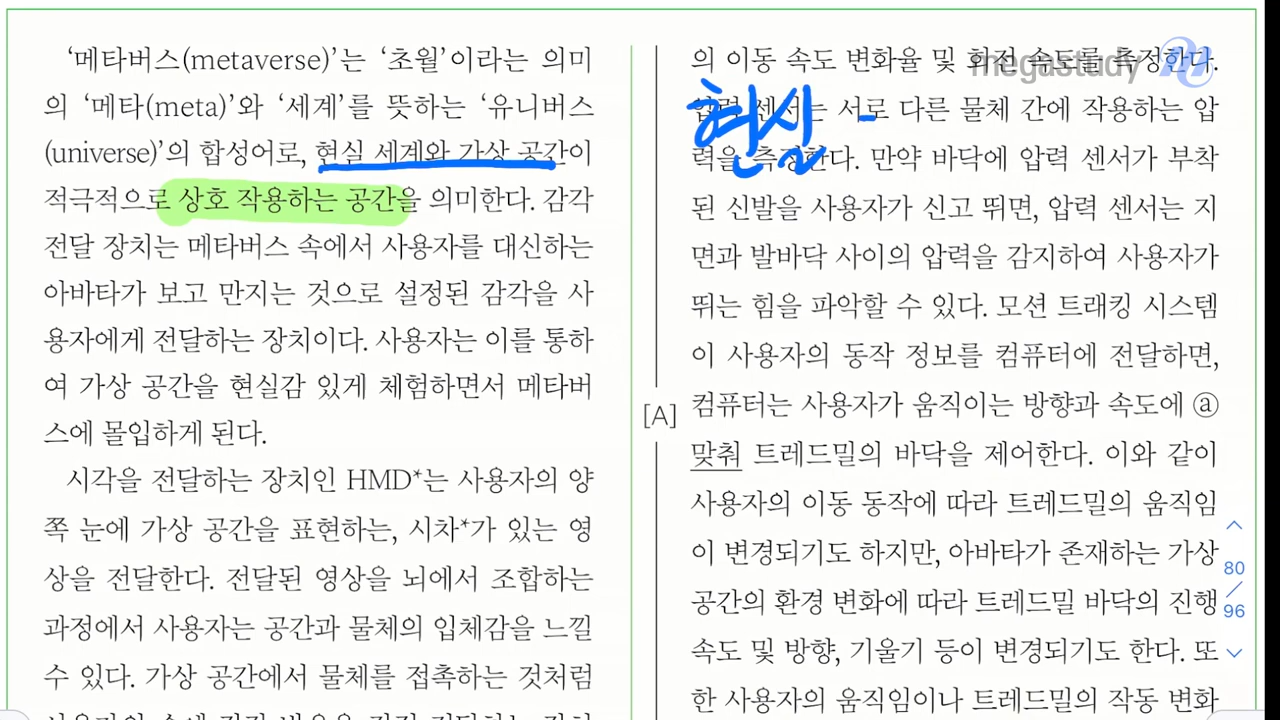 ‘메타버스(metaverse)’는 ‘초월’이라는 의미
의 ‘메타(meta)’와 ‘세계’를 뜻하는 ‘유니버스
(universe)’의 합성어로, 현실 세계와 가상 공간이
적극적으로 상호 작용하는 공간을 의미한다. 감각
전달 장치는 메타버스 속에서 사용자를 대신하는
아바타가 보고 만지는 것으로 설정된 감각을 사
용자에게 전달하는 장치이다. 사용자는 이를 통하
여 가상 공간을 현실감 있게 체험하면서 메타버
스에 몰입하게 된다.
시각을 전달하는 장치인 HMD*는 사용자의 양
쪽 눈에 가상 공간을 표현하는, 시차*가 있는 영
상을 전달한다. 전달된 영상을 뇌에서 조합하는
과정에서 사용자는 공간과 물체의 입체감을 느낄
수 있다. 가상 공간에서 물체를 접촉하는 것처럼
[A]
의 이동 속도 변화율 및 회전 속도를 측정한다.
megastudy
현실 -
압력 센서는 서로 다른 물체 간에 작용하는 압
력을 측정한다. 만약 바닥에 압력 센서가 부착
된 신발을 사용자가 신고 뛰면, 압력 센서는 지
면과 발바닥 사이의 압력을 감지하여 사용자가
뛰는 힘을 파악할 수 있다. 모션 트래킹 시스템
이 사용자의 동작 정보를 컴퓨터에 전달하면,
컴퓨터는 사용자가 움직이는 방향과 속도에 ⓐ
맞춰 트레드밀의 바닥을 제어한다. 이와 같이
사용자의 이동 동작에 따라 트레드밀의 움직임
이 변경되기도 하지만, 아바타가 존재하는 가상
공간의 환경 변화에 따라 트레드밀 바닥의 진행
속도 및 방향, 기울기 등이 변경되기도 한다. 또
한 사용자의 움직임이나 트레드밀의 작동 변화
80
/
96